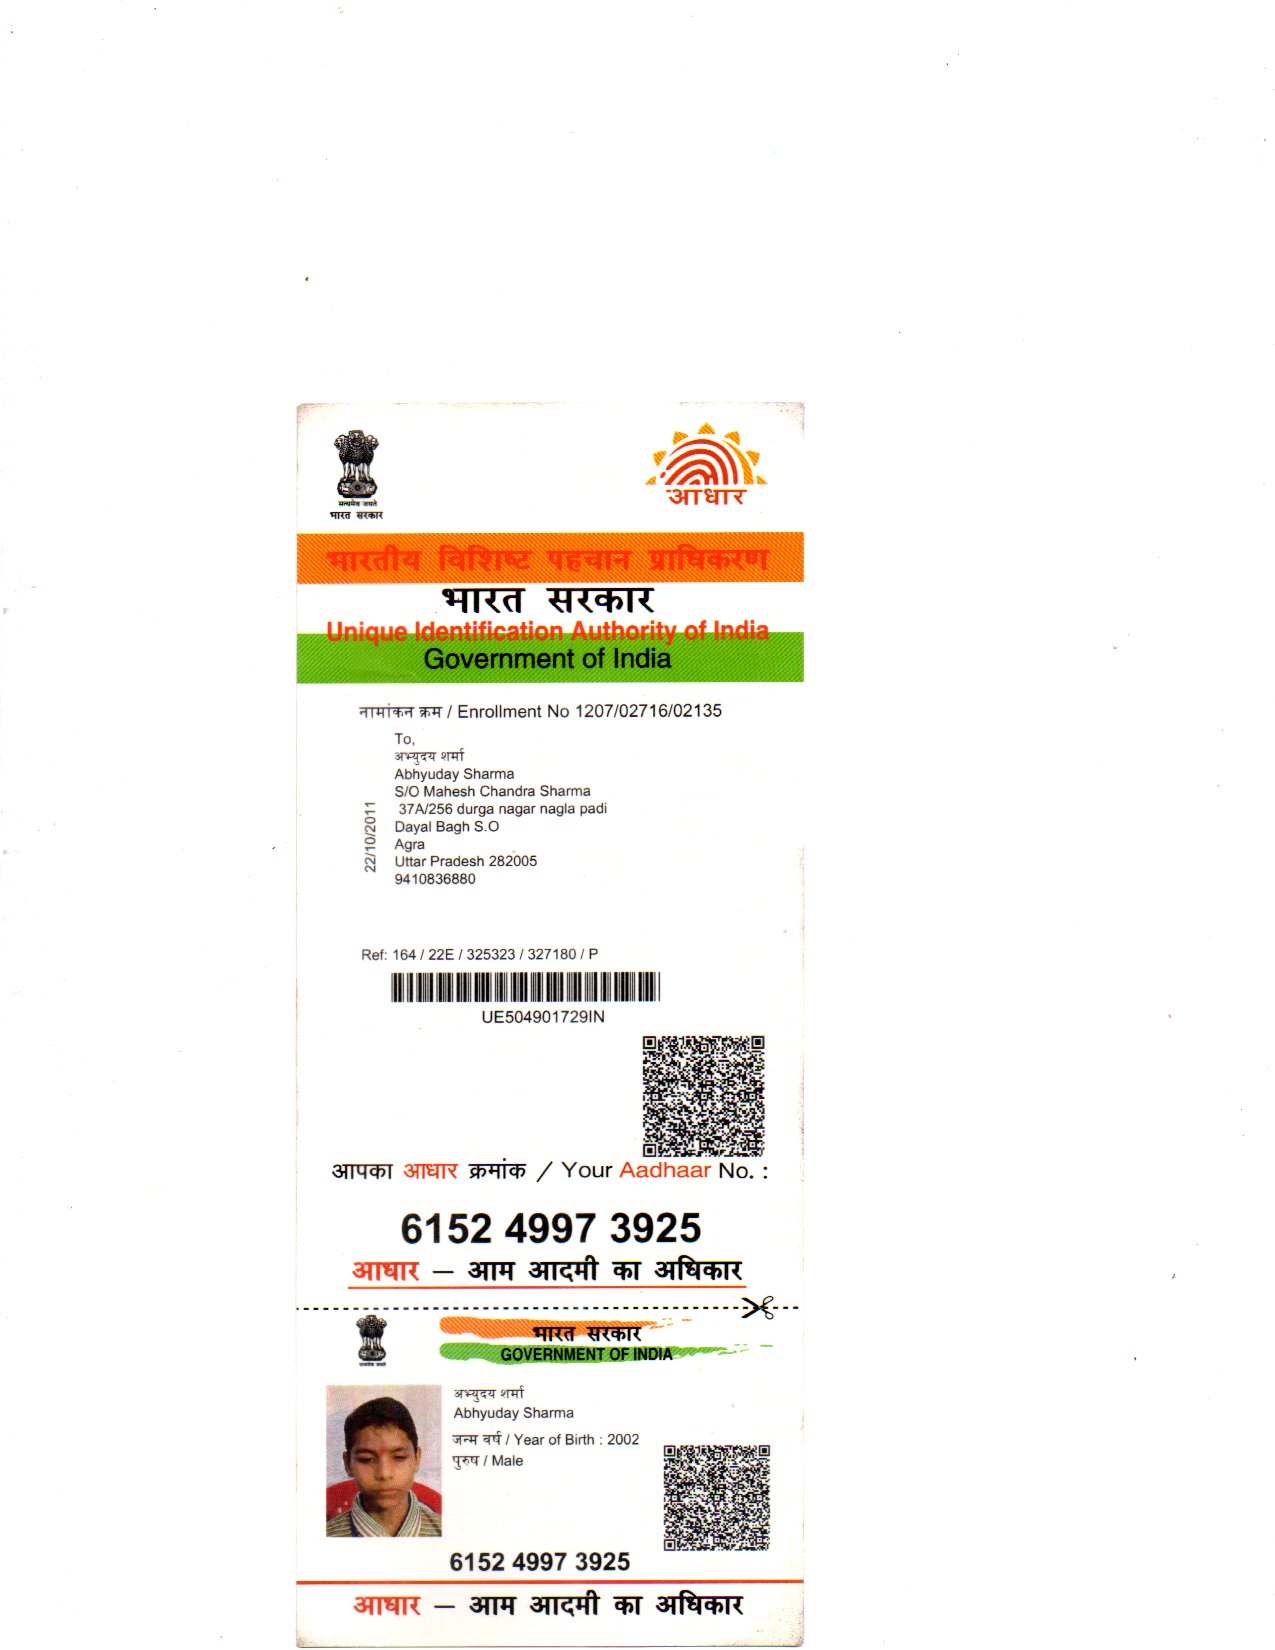 सत्यमेव जयते
भारत सरकार
आधार
भारतीय विशिष्ट पहचान प्राधिकरण
भारत सरकार
Unique Identification Authority of India
Government of India
नामांकन क्रम / Enrollment No 1207/02716/02135
To,
अभ्युदय शर्मा
Abhyuday Sharma
S/O Mahesh Chandra Sharma
37A/256 durga nagar nagla padi
Dayal Bagh S.O
Agra
Uttar Pradesh 282005
9410836880
22/10/2011
Ref: 164 / 22E / 325323 / 327180 / P
UE504901729IN
आपका आधार क्रमांक / Your Aadhaar No. :
6152 4997 3925
आधार — आम आदमी का अधिकार
सत्यमेव जयते
भारत सरकार
GOVERNMENT OF INDIA
अभ्युदय शर्मा
Abhyuday Sharma
जन्म वर्ष / Year of Birth : 2002
पुरुष / Male
6152 4997 3925
आधार — आम आदमी का अधिकार